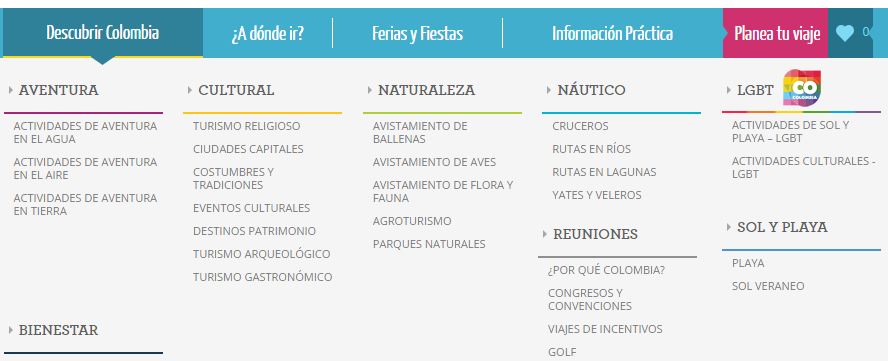 Descubrir Colombia
¿A dónde ir?
Ferias y Fiestas
Información Práctica
Planea tu viaje
0
AVENTURA
ACTIVIDADES DE AVENTURA
EN EL AGUA
ACTIVIDADES DE AVENTURA
EN EL AIRE
ACTIVIDADES DE AVENTURA
EN TIERRA
CULTURAL
TURISMO RELIGIOSO
CIUDADES CAPITALES
COSTUMBRES Y
TRADICIONES
EVENTOS CULTURALES
DESTINOS PATRIMONIO
TURISMO ARQUEOLÓGICO
TURISMO GASTRONÓMICO
NATURALEZA
AVISTAMIENTO DE
BALLENAS
AVISTAMIENTO DE AVES
AVISTAMIENTO DE FLORA Y
FAUNA
AGROTURISMO
PARQUES NATURALES
NÁUTICO
CRUCEROS
RUTAS EN RÍOS
RUTAS EN LAGUNAS
YATES Y VELEROS
REUNIONES
¿POR QUÉ COLOMBIA?
CONGRESOS Y
CONVENCIONES
VIAJES DE INCENTIVOS
GOLF
LGBT
CO
COLOMBIA
ACTIVIDADES DE SOL Y
PLAYA – LGBT
ACTIVIDADES CULTURALES -
LGBT
SOL Y PLAYA
PLAYA
SOL VERANEO
BIENESTAR